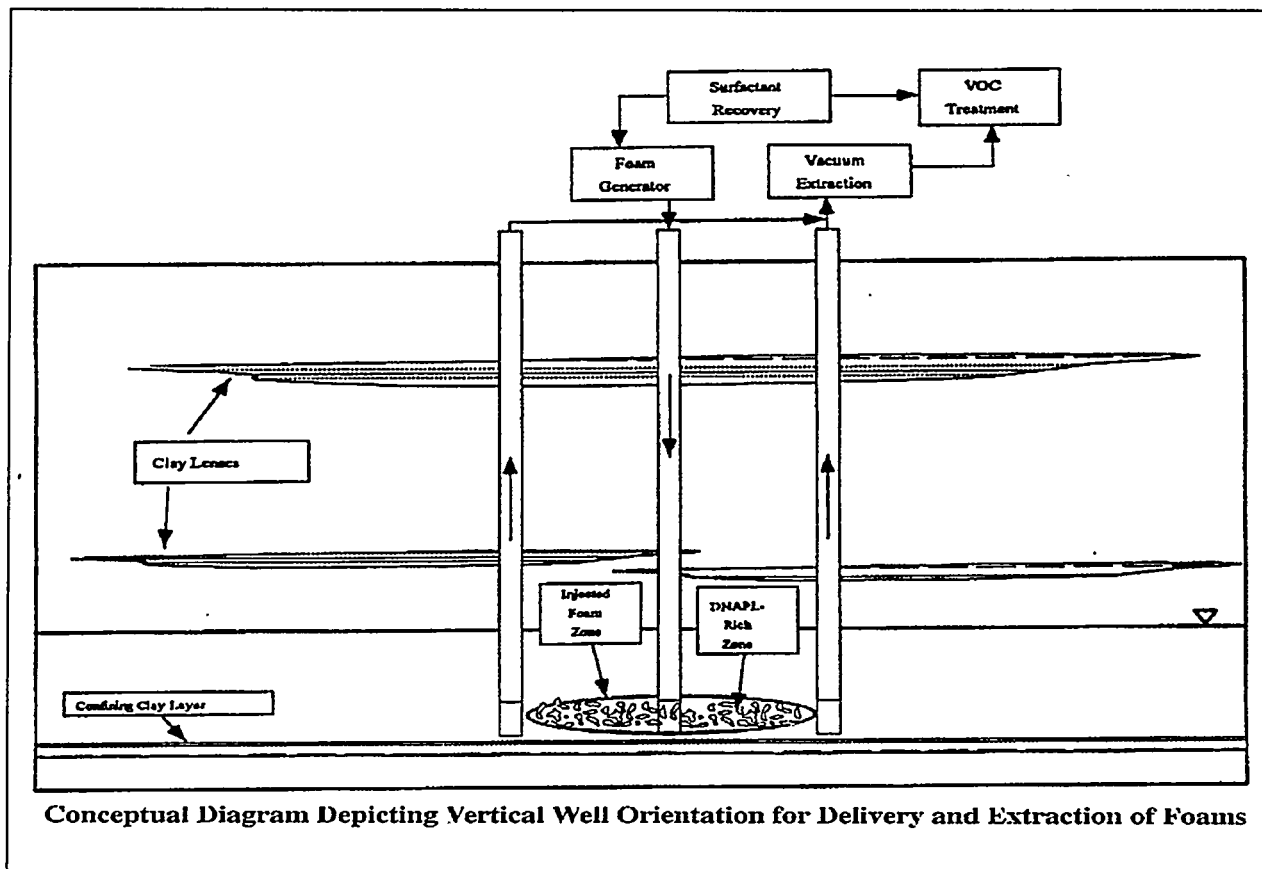 Surfactant
Recovery
VOC
Treatment
Foam
Generator
Vacuum
Extraction
Clay Lenses
Injected
Foam
Zone
DNAPL-
Rich
Zone
Confining Clay Layer
Conceptual Diagram Depicting Vertical Well Orientation for Delivery and Extraction of Foams